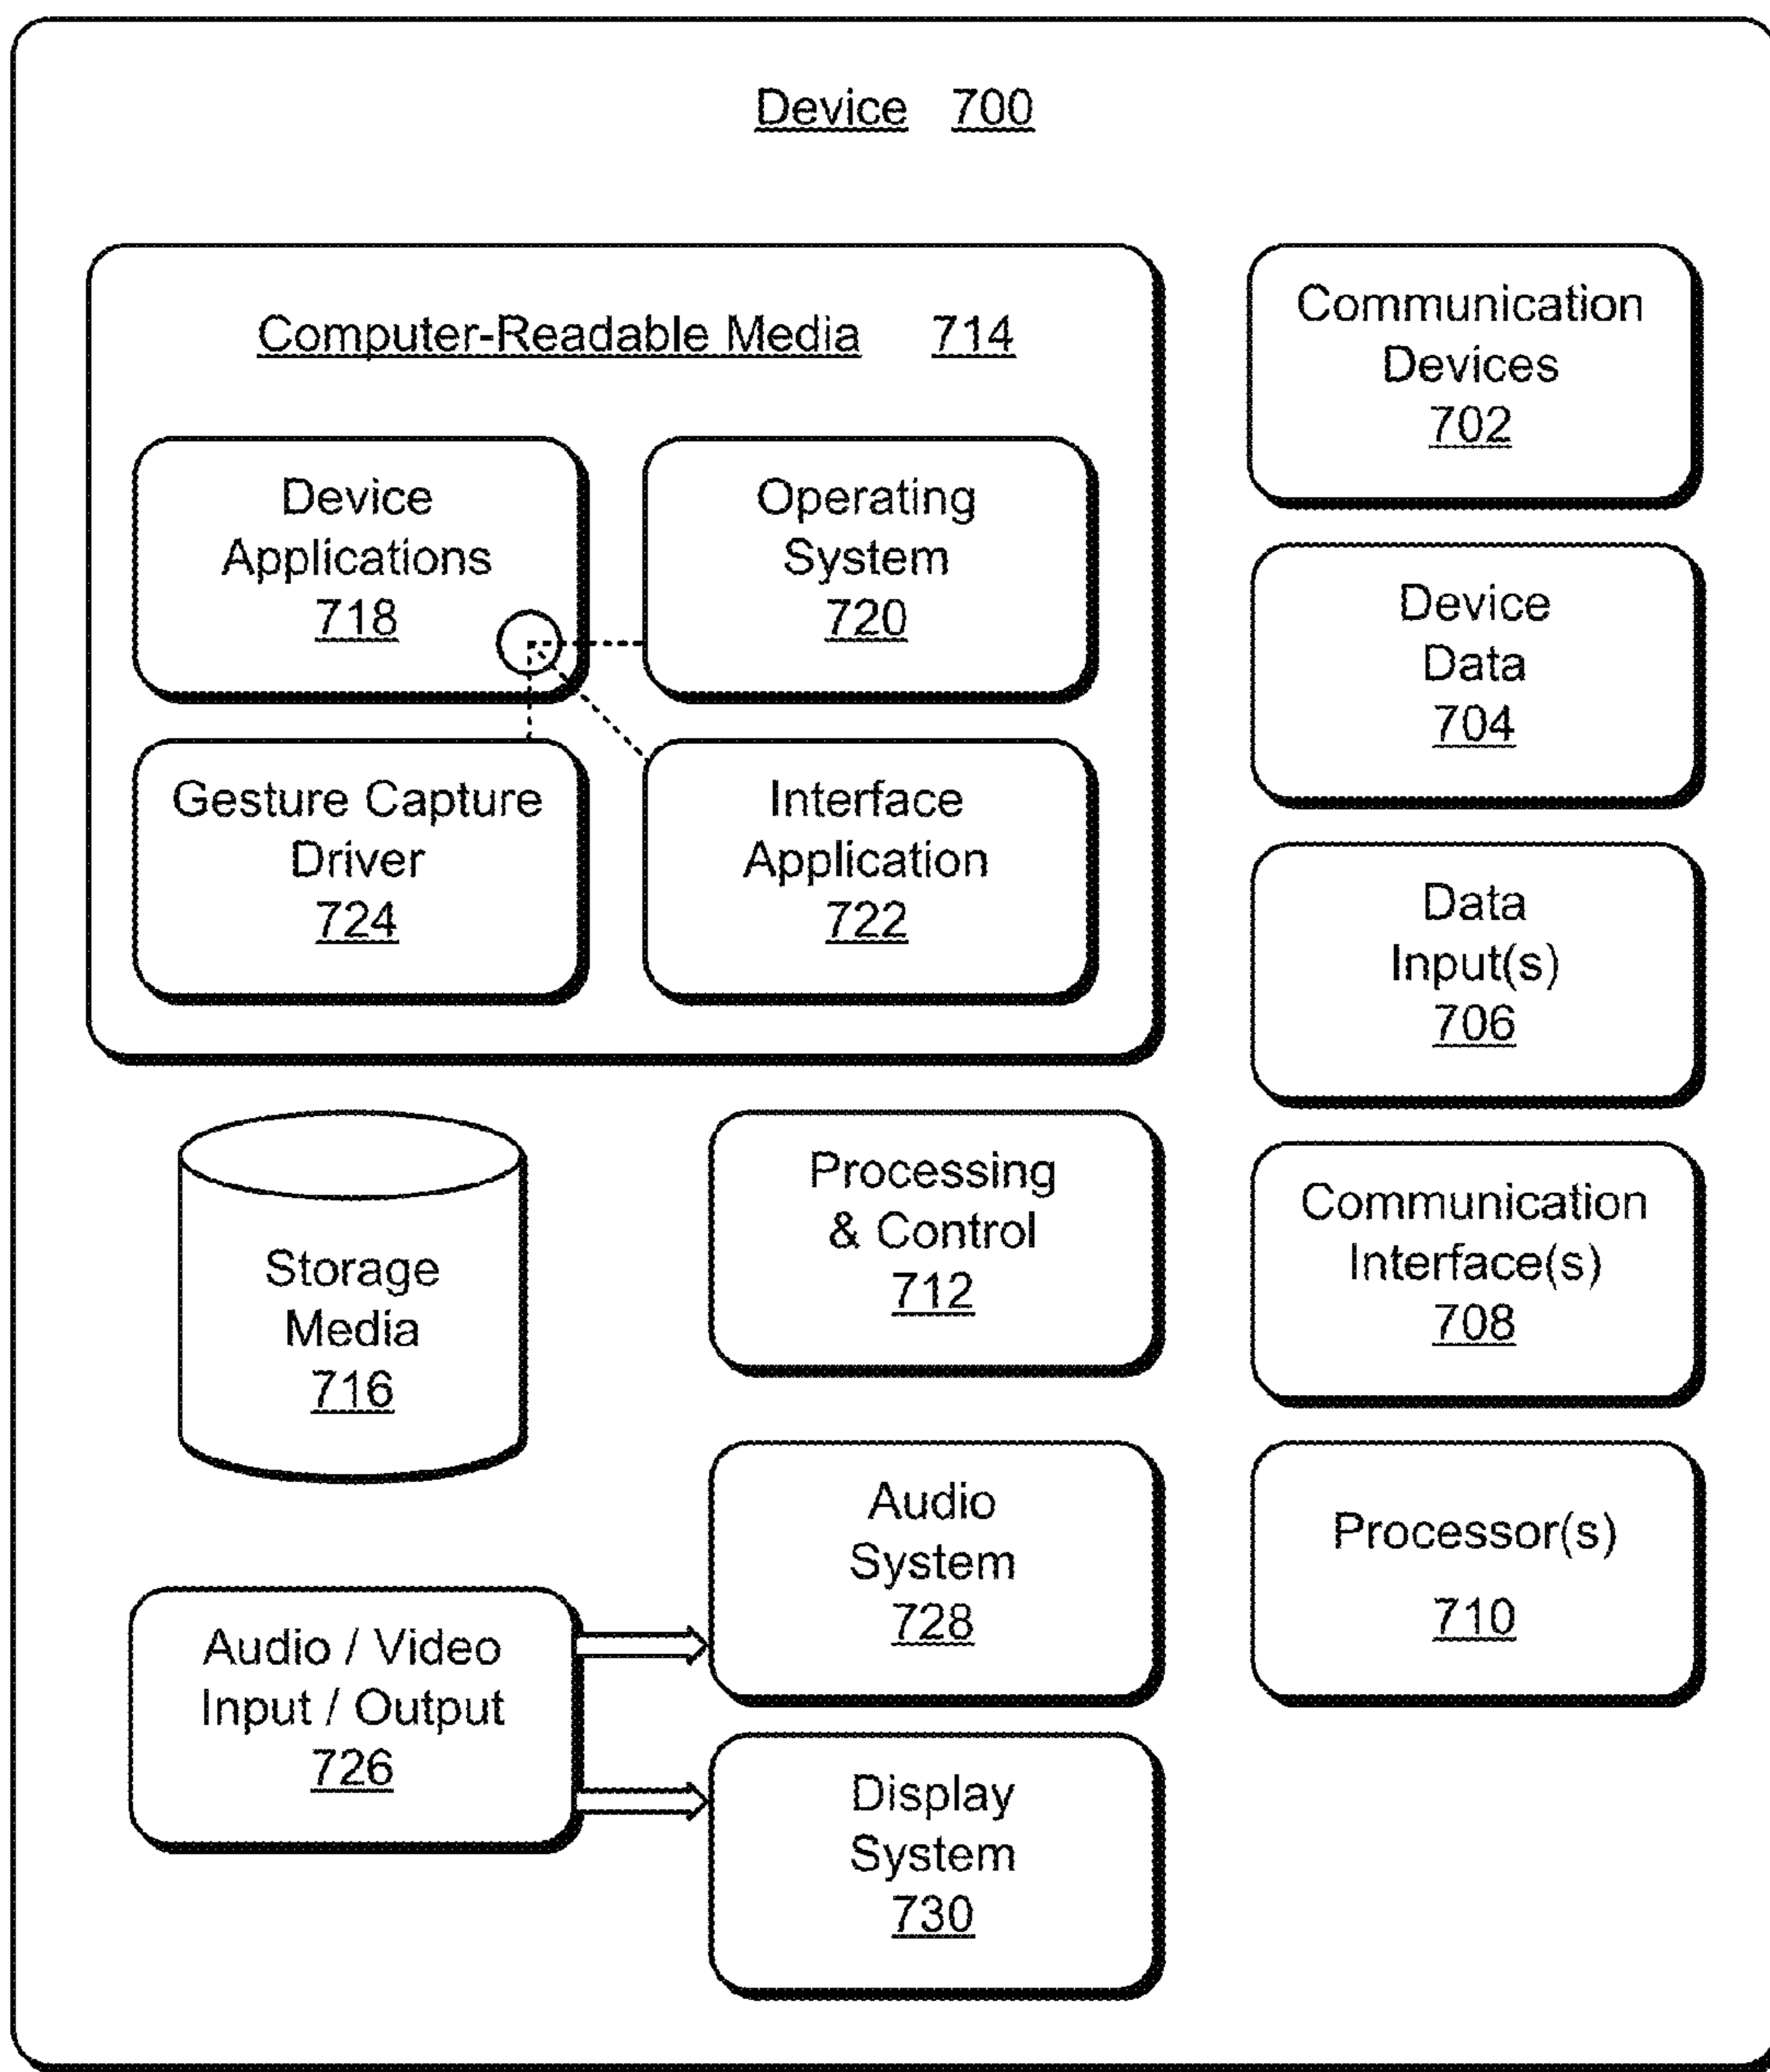 Device 700
Computer-Readable Media 714
Device
Applications
718
Operating
System
720
Gesture Capture
Driver
724
Interface
Application
722
Storage
Media
716
Processing
& Control
712
Audio / Video
Input / Output
726
Audio
System
728
Display
System
730
Communication
Devices
702
Device
Data
704
Data
Input(s)
706
Communication
Interface(s)
708
Processor(s)
710